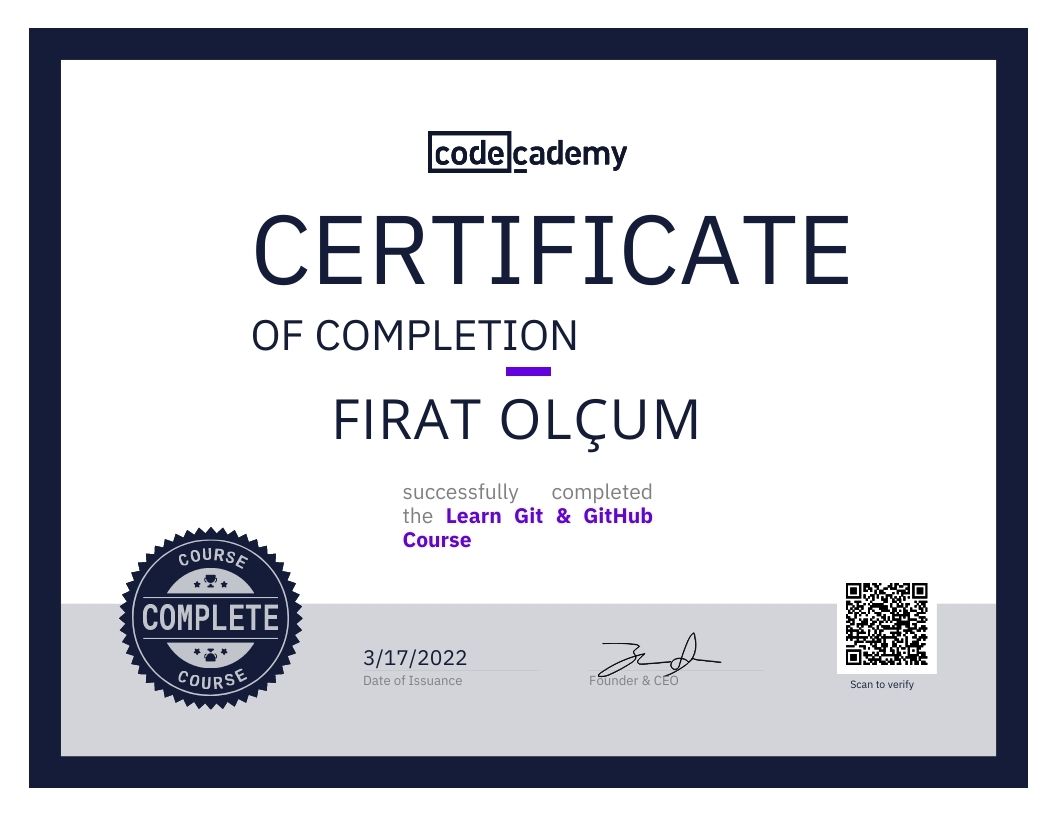 codecademy
CERTIFICATE
OF COMPLETION
FIRAT OLÇUM
successfully completed
the Learn Git & GitHub
Course
COURSE
COMPLETE
COURSE
3/17/2022
Date of Issuance
Founder & CEO
Scan to verify